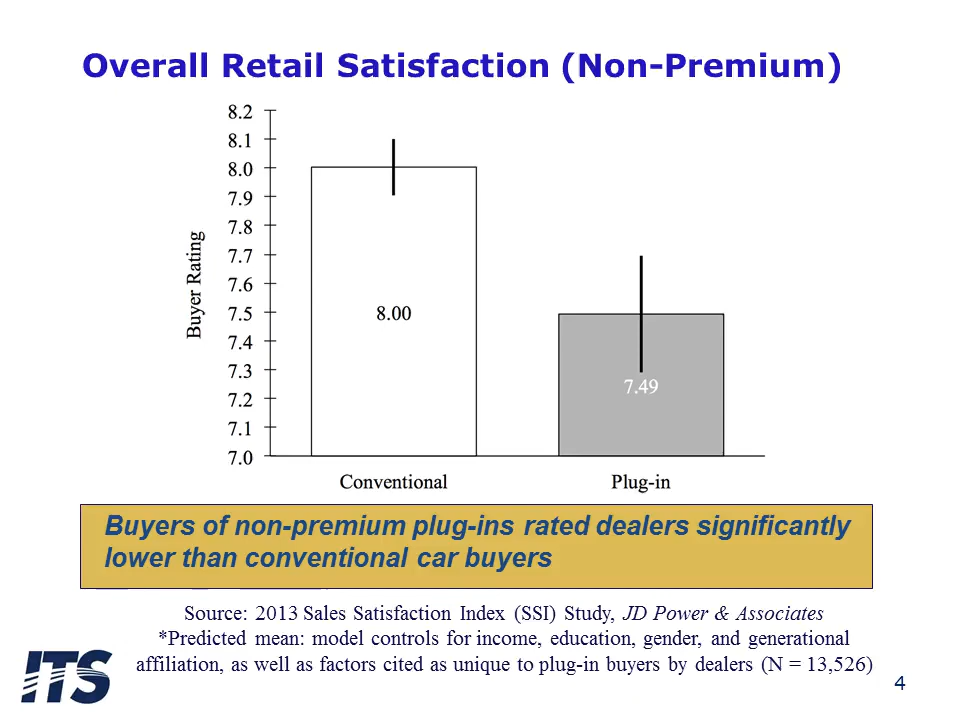 Overall Retail Satisfaction (Non-Premium)
8.2
8.1
8.0
7.9
7.8
7.7
7.6
7.5
7.4
7.3
7.2
7.1
7.0
Buyer Rating
8.00
7.49
Conventional
Plug-in
Buyers of non-premium plug-ins rated dealers significantly
lower than conventional car buyers
Source: 2013 Sales Satisfaction Index (SSI) Study, JD Power & Associates
*Predicted mean: model controls for income, education, gender, and generational
affiliation, as well as factors cited as unique to plug-in buyers by dealers (N = 13,526)
ITS
4